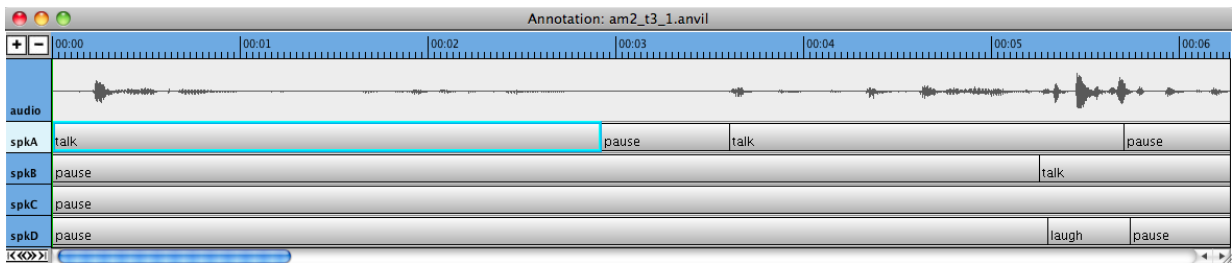 Annotation: am2_t3_1.anvil
+ - 00:00 00:01 00:02 00:03 00:04 00:05 00:06
audio
spkA talk pause talk pause
spkB pause talk
spkC pause
spkD pause laugh pause